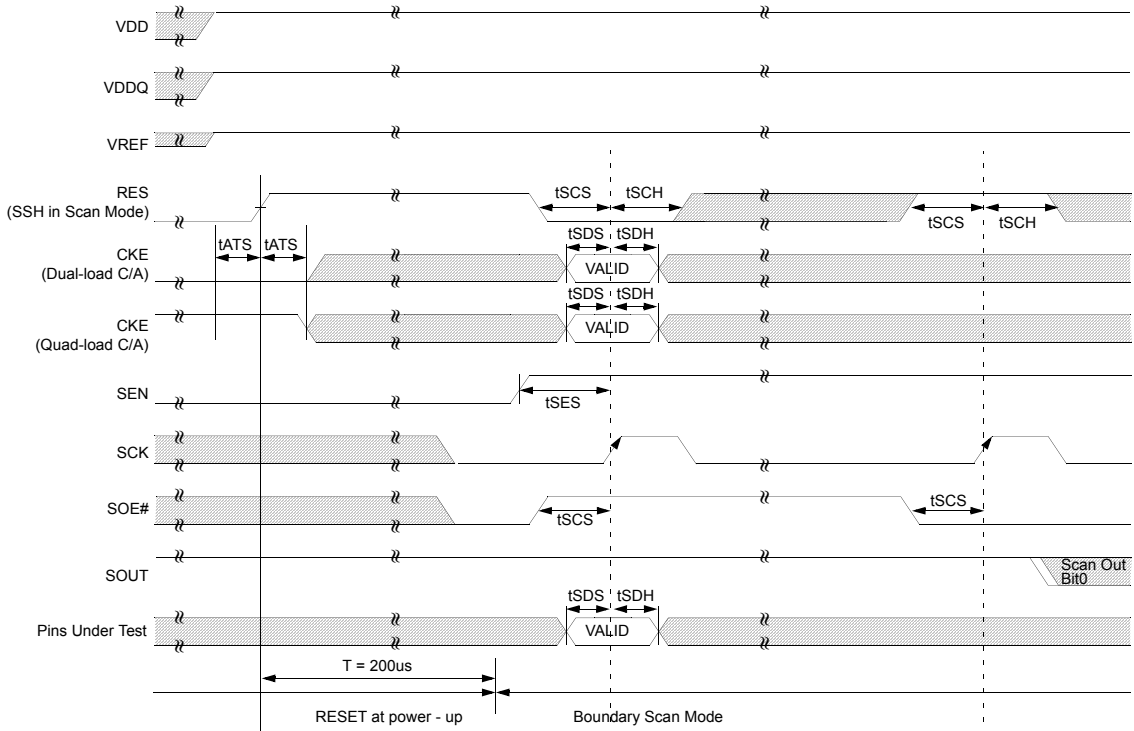 VDD
VDDQ
VREF
RES
(SSH in Scan Mode)
tSCS tSCH
tSCS tSCH
tATS tATS
CKE
(Dual-load C/A)
tSDS tSDH
VALID
CKE
(Quad-load C/A)
tSDS tSDH
VALID
SEN
tSES
SCK
SOE#
tSCS
tSCS
SOUT
Scan Out
Bit0
Pins Under Test
tSDS tSDH
VALID
T = 200us
RESET at power - up
Boundary Scan Mode